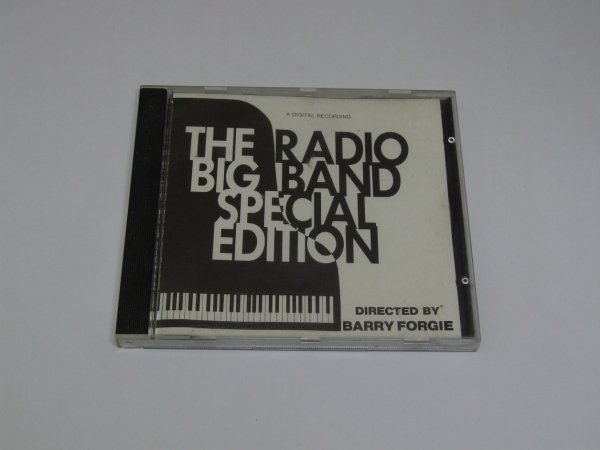 A DIGITAL RECORDING
THE RADIO
BIG BAND
SPECIAL
EDITION
DIRECTED BY
BARRY FORGIE